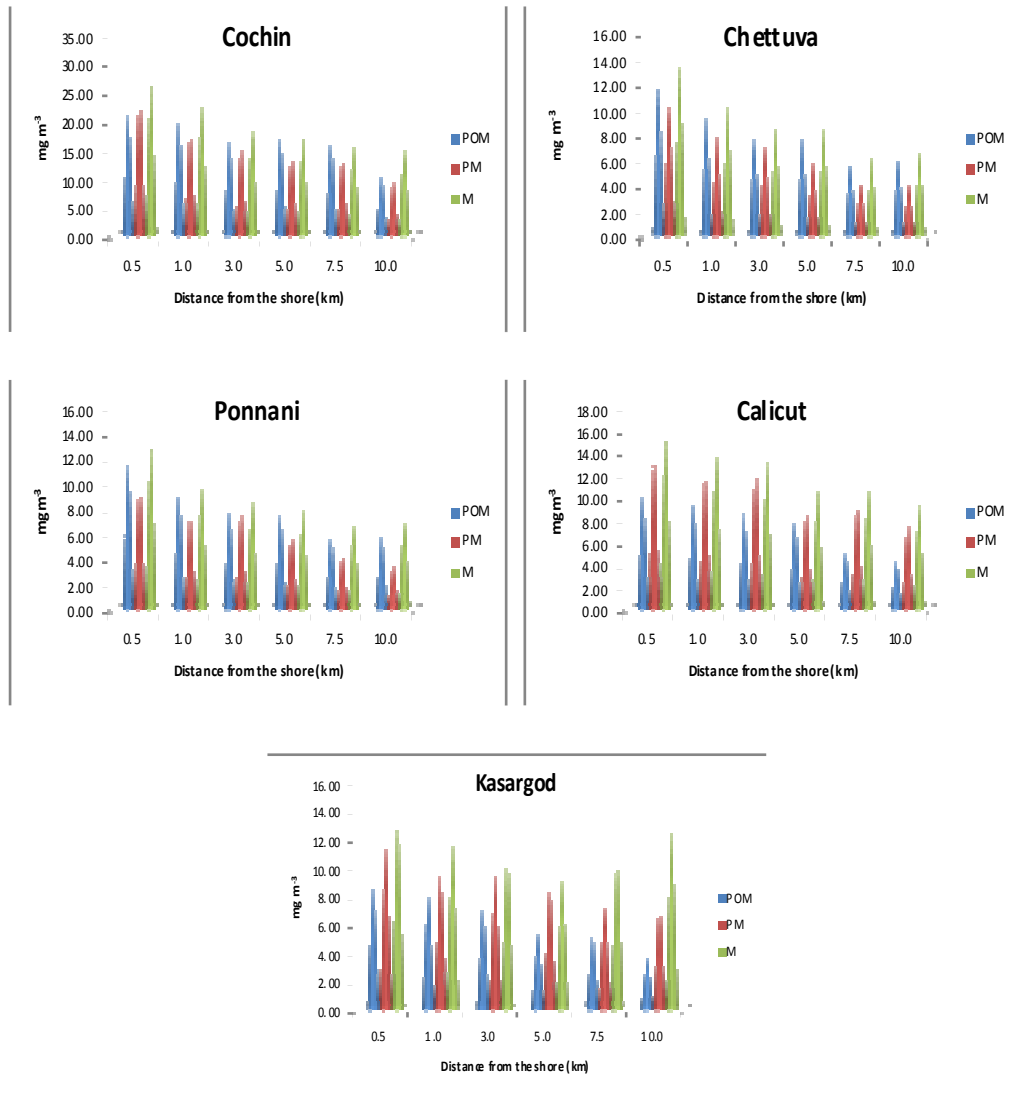 Cochin
35.00
30.00
25.00
20.00
15.00
10.00
5.00
0.00
mg m⁻³
0.5 1.0 3.0 5.0 7.5 10.0
Distance from the shore (km)
POM
PM
M
Chettuva
16.00
14.00
12.00
10.00
8.00
6.00
4.00
2.00
0.00
mg m⁻³
0.5 1.0 3.0 5.0 7.5 10.0
Distance from the shore (km)
POM
PM
M
Ponnani
16.00
14.00
12.00
10.00
8.00
6.00
4.00
2.00
0.00
mg m⁻³
0.5 1.0 3.0 5.0 7.5 10.0
Distance from the shore (km)
POM
PM
M
Calicut
18.00
16.00
14.00
12.00
10.00
8.00
6.00
4.00
2.00
0.00
mg m⁻³
0.5 1.0 3.0 5.0 7.5 10.0
Distance from the shore (km)
POM
PM
M
Kasargod
16.00
14.00
12.00
10.00
8.00
6.00
4.00
2.00
0.00
mg m⁻³
0.5 1.0 3.0 5.0 7.5 10.0
Distance from the shore (km)
POM
PM
M